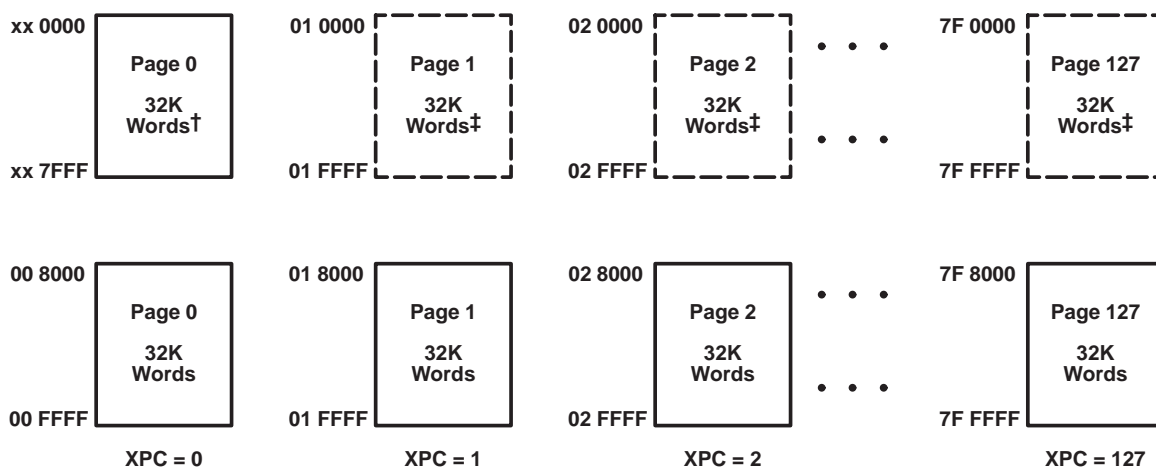 xx 0000
Page 0
32K
Words†
xx 7FFF
01 0000
Page 1
32K
Words‡
01 FFFF
02 0000
Page 2
32K
Words‡
02 FFFF
7F 0000
Page 127
32K
Words‡
7F FFFF
00 8000
Page 0
32K
Words
00 FFFF
XPC = 0
01 8000
Page 1
32K
Words
01 FFFF
XPC = 1
02 8000
Page 2
32K
Words
02 FFFF
XPC = 2
7F 8000
Page 127
32K
Words
7F FFFF
XPC = 127